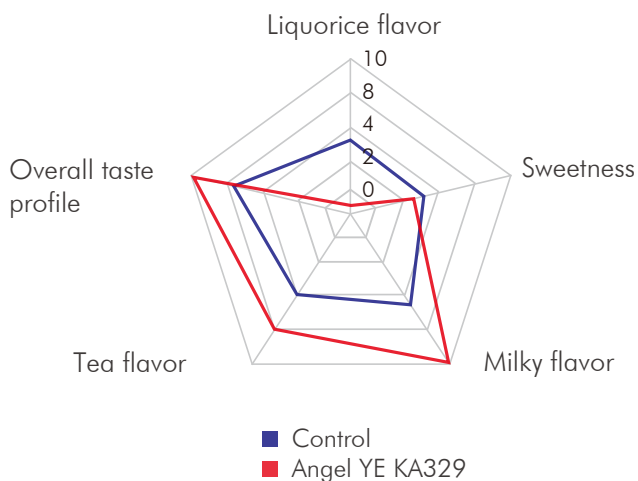 Liquorice flavor
10
8
4
2
0
Sweetness
Overall taste
profile
Tea flavor
Milky flavor
Control
Angel YE KA329